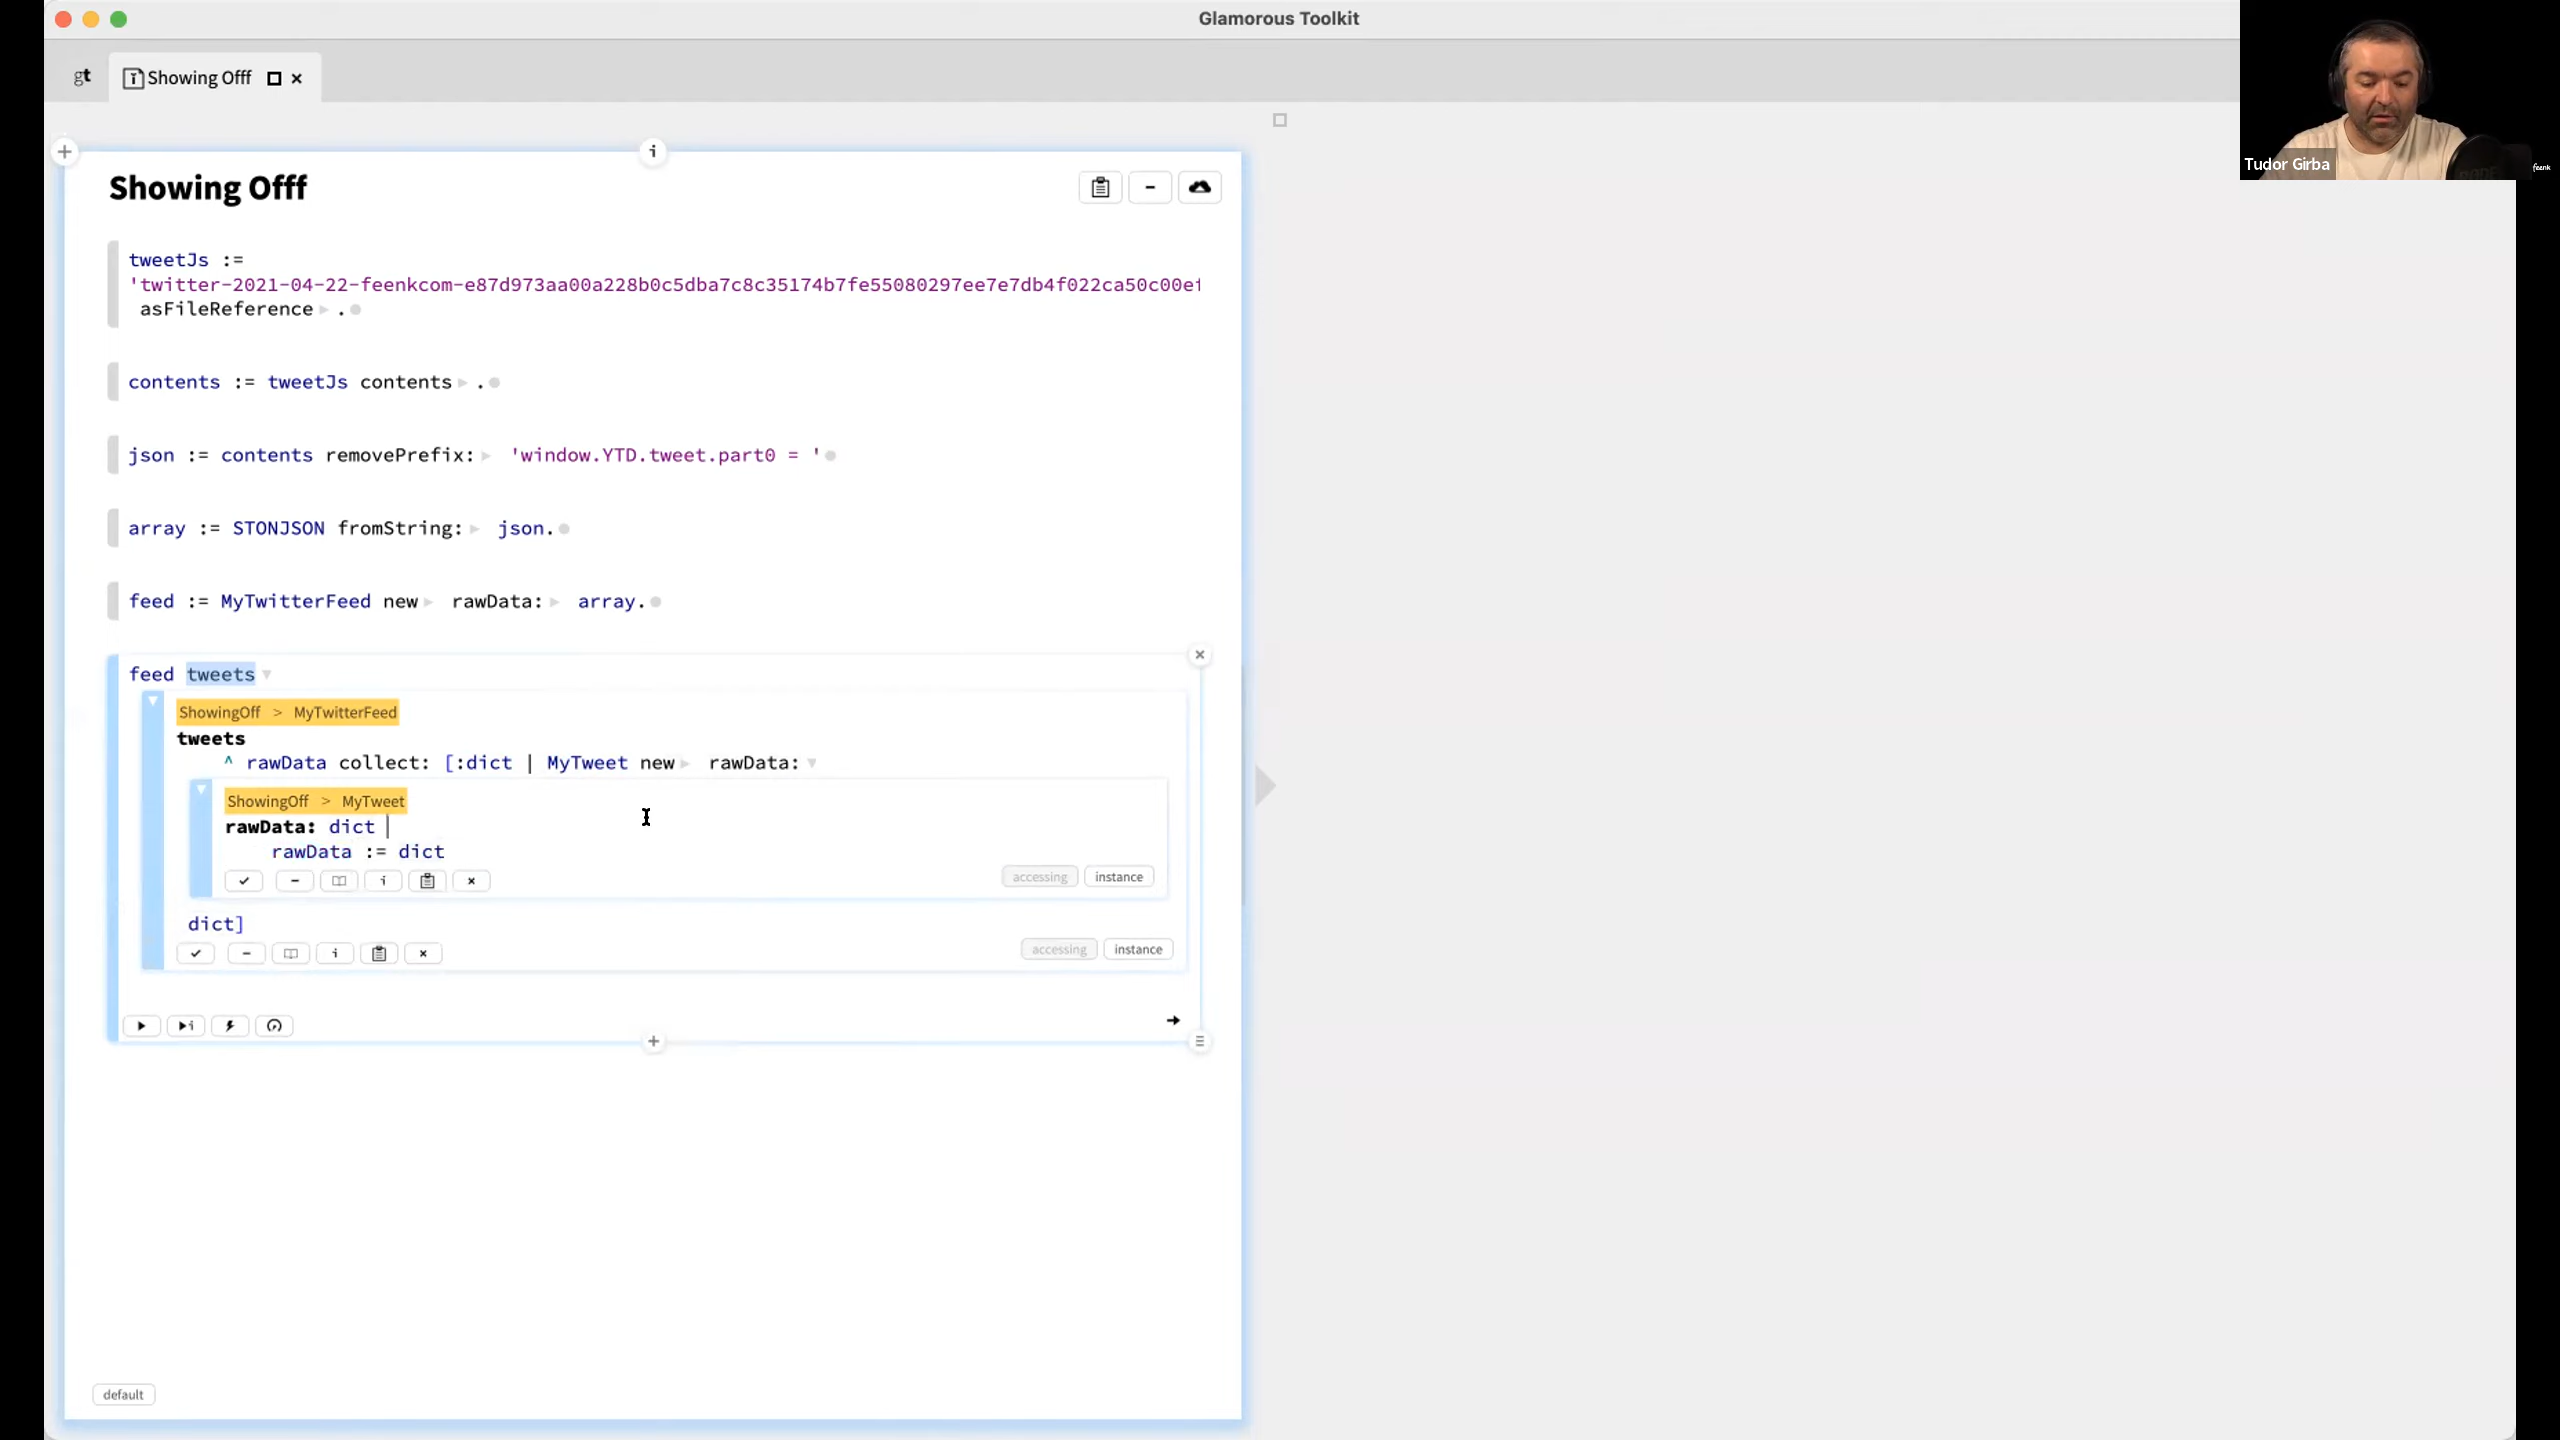 Glamorous Toolkit
gt
Showing Offf
Tudor Girba
feenk
Showing Offf
tweetJs :=
'twitter-2021-04-22-feenkcom-e87d973aa00a228b0c5dba7c8c35174b7fe55080297ee7e7db4f022ca50c00ef
asFileReference .
contents := tweetJs contents .
json := contents removePrefix: 'window.YTD.tweet.part0 = '
array := STONJSON fromString: json.
feed := MyTwitterFeed new rawData: array.
feed tweets
ShowingOff > MyTwitterFeed
tweets
^ rawData collect: [:dict | MyTweet new rawData:
ShowingOff > MyTweet
rawData: dict
rawData := dict
accessing instance
dict]
accessing instance
default